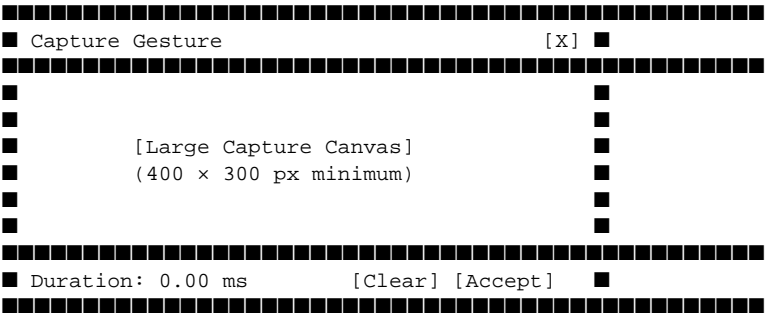 Capture Gesture [X]
[Large Capture Canvas]
(400 × 300 px minimum)
Duration: 0.00 ms [Clear] [Accept]